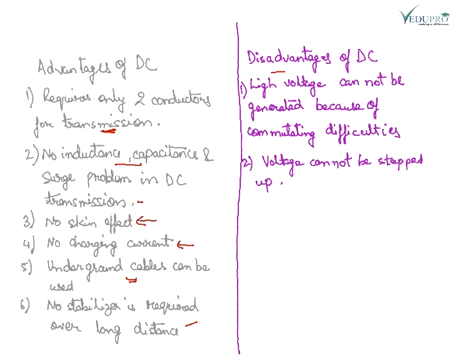 VEDUPRO
making a difference
Advantages of DC
1) Requires only 2 conductors
for transmission.
2) No inductance, capacitance &
Surge problem in DC
transmissions.
3) No skin effect
4) No charging current
5) Underground cables can be
used
6) No stabilizer is required
over long distance
Disadvantages of DC
1) High voltage can not be
generated because of
commutating difficulties
2) Voltage cannot be stepped
up.